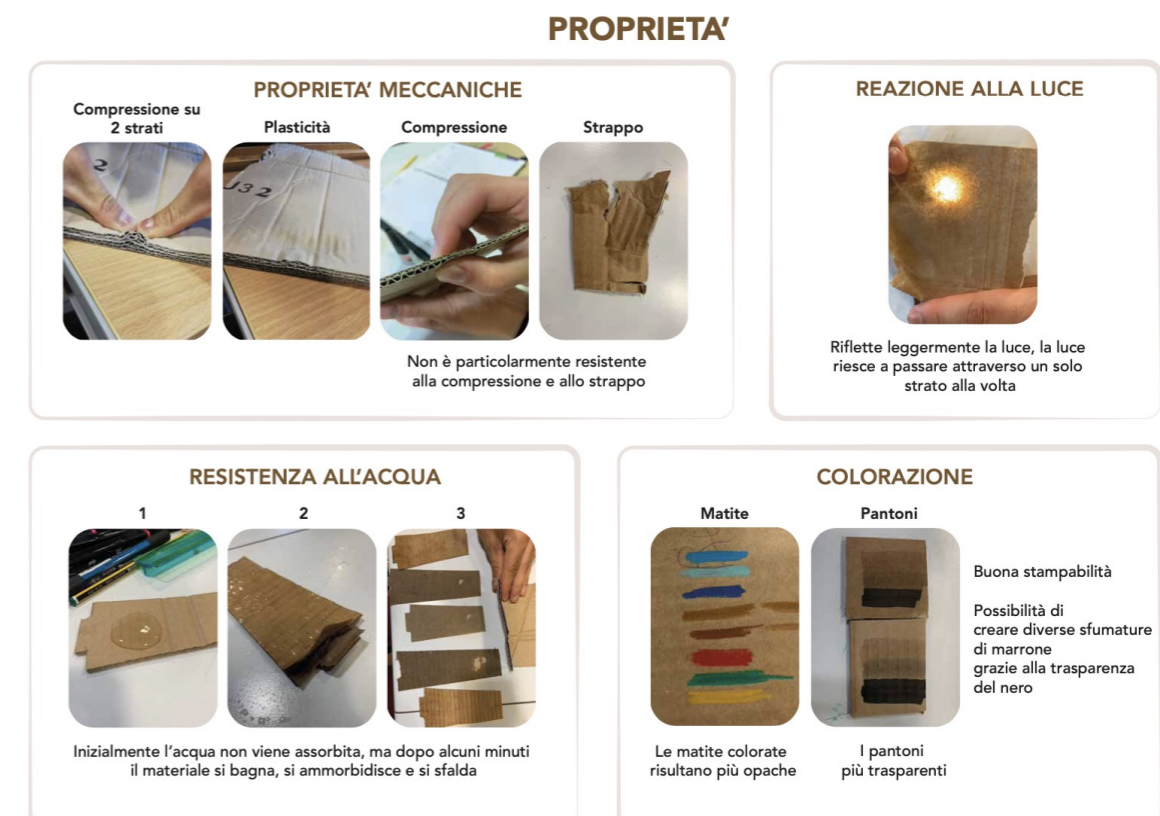 PROPRIETA'
PROPRIETA' MECCANICHE
Compressione su
2 strati
Plasticità
Compressione
Strappo
2
J32
Non è particolarmente resistente
alla compressione e allo strappo
REAZIONE ALLA LUCE
Riflette leggermente la luce, la luce
riesce a passare attraverso un solo
strato alla volta
RESISTENZA ALL'ACQUA
1
2
3
Inizialmente l'acqua non viene assorbita, ma dopo alcuni minuti
il materiale si bagna, si ammorbidisce e si sfalda
COLORAZIONE
Matite
Pantoni
Buona stampabilità
Possibilità di
creare diverse sfumature
di marrone
grazie alla trasparenza
del nero
Le matite colorate
risultano più opache
I pantoni
più trasparenti